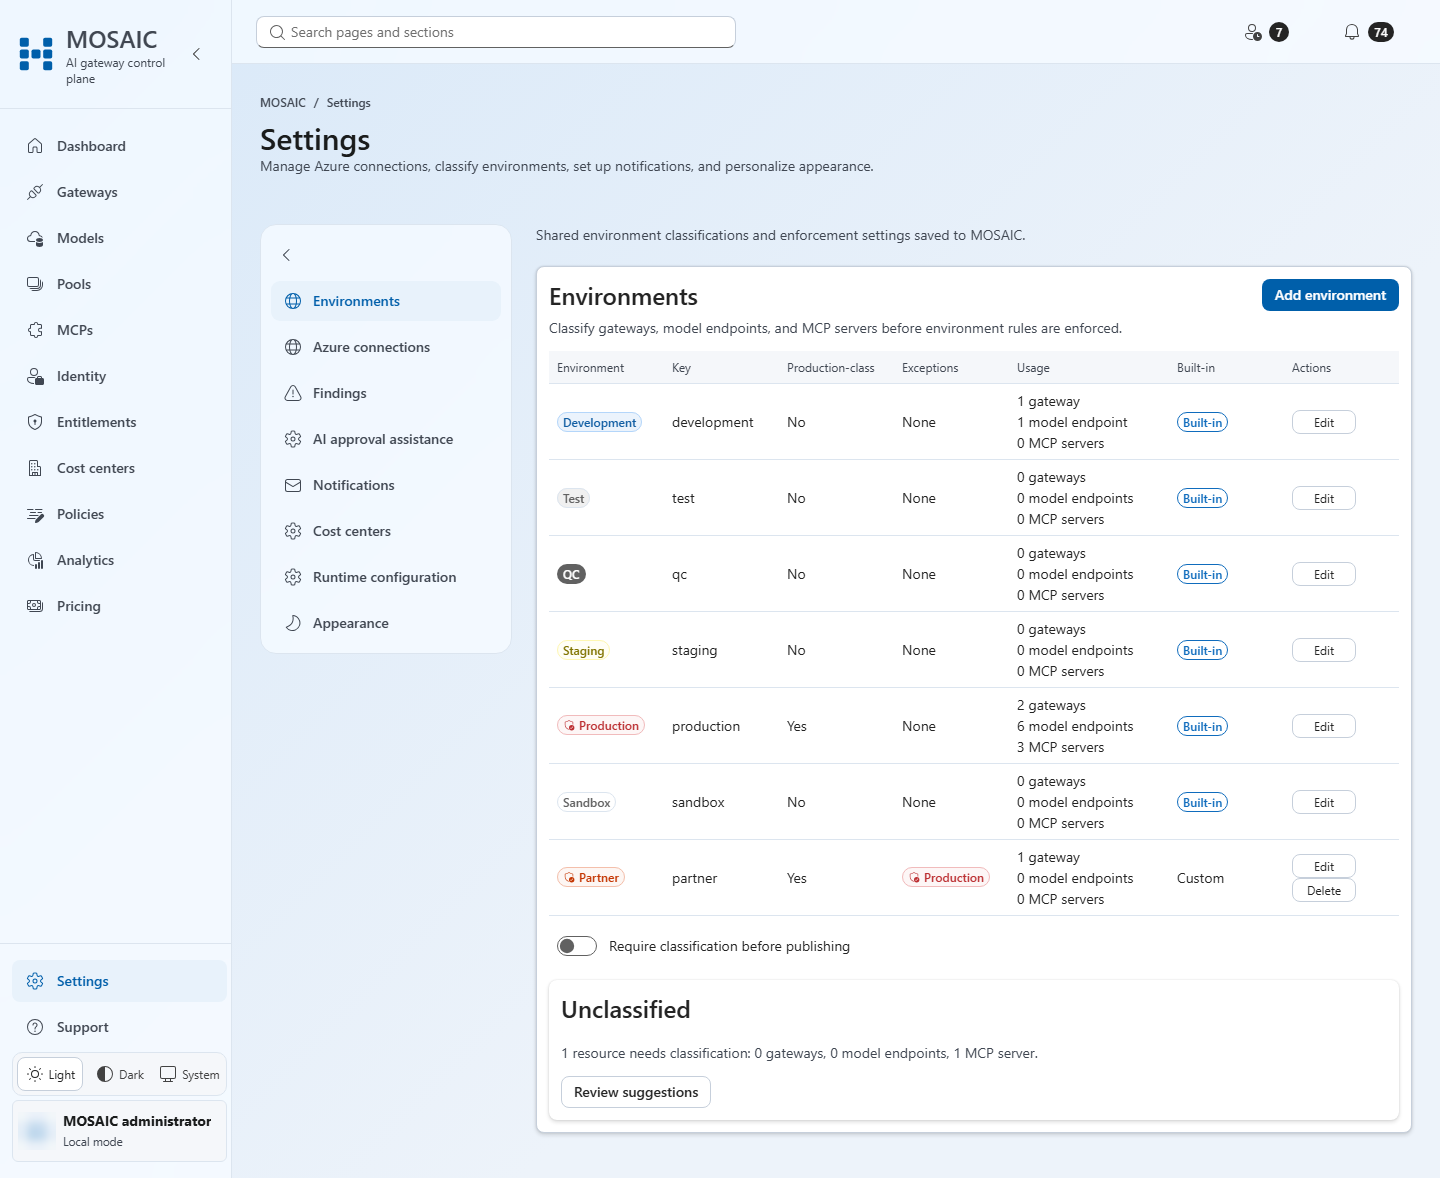 MOSAIC
AI gateway control
plane
Search pages and sections
7
74
Dashboard
Gateways
Models
Pools
MCPs
Identity
Entitlements
Cost centers
Policies
Analytics
Pricing
Settings
Support
Light
Dark
System
MOSAIC administrator
Local mode
MOSAIC / Settings
Settings
Manage Azure connections, classify environments, set up notifications, and personalize appearance.
Environments
Azure connections
Findings
AI approval assistance
Notifications
Cost centers
Runtime configuration
Appearance
Shared environment classifications and enforcement settings saved to MOSAIC.
Environments
Add environment
Classify gateways, model endpoints, and MCP servers before environment rules are enforced.
Environment Key Production-class Exceptions Usage Built-in Actions
1 gateway
Development development No None 1 model endpoint Built-in Edit
0 MCP servers
0 gateways
Test test No None 0 model endpoints Built-in Edit
0 MCP servers
0 gateways
QC qc No None 0 model endpoints Built-in Edit
0 MCP servers
0 gateways
Staging staging No None 0 model endpoints Built-in Edit
0 MCP servers
2 gateways
Production production Yes None 6 model endpoints Built-in Edit
3 MCP servers
0 gateways
Sandbox sandbox No None 0 model endpoints Built-in Edit
0 MCP servers
1 gateway Edit
Partner partner Yes Production 0 model endpoints Custom
0 MCP servers Delete
Require classification before publishing
Unclassified
1 resource needs classification: 0 gateways, 0 model endpoints, 1 MCP server.
Review suggestions